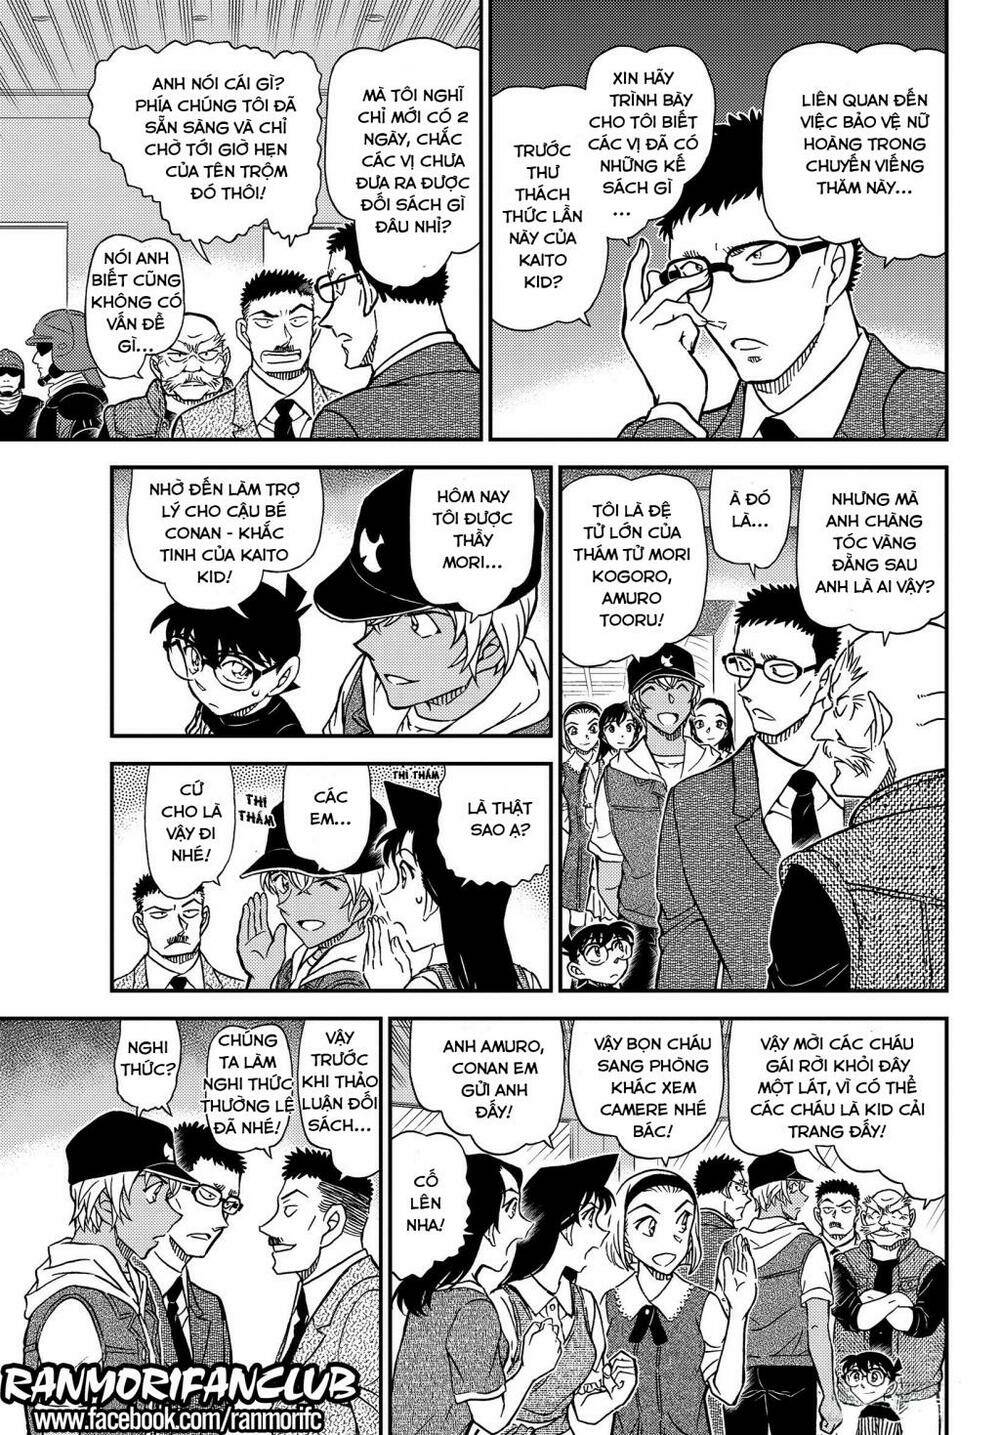 LIÊN QUAN ĐẾN
VIỆC BẢO VỆ NỮ
HOÀNG TRONG
CHUYẾN VIẾNG
THĂM NÀY...
XIN HÃY
TRÌNH BÀY
CHO TÔI BIẾT
CÁC VỊ ĐÃ CÓ
NHỮNG KẾ
SÁCH GÌ
...
TRƯỚC
THƯ
THÁCH
THỨC LẦN
NÀY CỦA
KAITO
KID?
MÀ TÔI NGHĨ
CHỈ MỚI CÓ 2
NGÀY, CHẮC
CÁC VỊ CHƯA
ĐƯA RA ĐƯỢC
ĐỐI SÁCH GÌ
ĐÂU NHỈ?
ANH NÓI CÁI GÌ?
PHÍA CHÚNG TÔI ĐÃ
SẴN SÀNG VÀ CHỈ
CHỜ TỚI GIỜ HẸN
CỦA TÊN TRỘM
ĐÓ THÔI!
NÓI ANH
BIẾT CŨNG
KHÔNG CÓ
VẤN ĐỀ
GÌ...
NHƯNG MÀ
ANH CHÀNG
TÓC VÀNG
ĐẰNG SAU
ANH LÀ AI VẬY?
À ĐÓ
LÀ...
TÔI LÀ ĐỆ
TỬ LỚN CỦA
THÁM TỬ MORI
KOGORO,
AMURO
TOORU!
HÔM NAY
TÔI ĐƯỢC
THẦY
MORI...
NHỜ ĐẾN LÀM TRỢ
LÝ CHO CẬU BÉ
CONAN - KHẮC
TINH CỦA KAITO
KID!
LÀ THẬT
SAO Ạ?
THÌ THẦM
CÁC
EM...
THÌ
THẦM
CỨ
CHO LÀ
VẬY ĐI
NHÉ!
VẬY MỜI CÁC CHÁU
GÁI RỜI KHỎI ĐÂY
MỘT LÁT, VÌ CÓ THỂ
CÁC CHÁU LÀ KID CẢI
TRANG ĐẤY!
VẬY BỌN CHÁU
SANG PHÒNG
KHÁC XEM
CAMERE NHÉ
BÁC!
ANH AMURO,
CONAN EM
GỬI ANH
ĐẤY!
CỐ
LÊN
NHA!
VẬY
TRƯỚC
KHI THẢO
LUẬN ĐỐI
SÁCH...
CHÚNG
TA LÀM
NGHI THỨC
THƯỜNG LỆ
ĐÃ NHÉ!
NGHI
THỨC?
RANMORIFANCLUB
www.facebook.com/ranmorifc